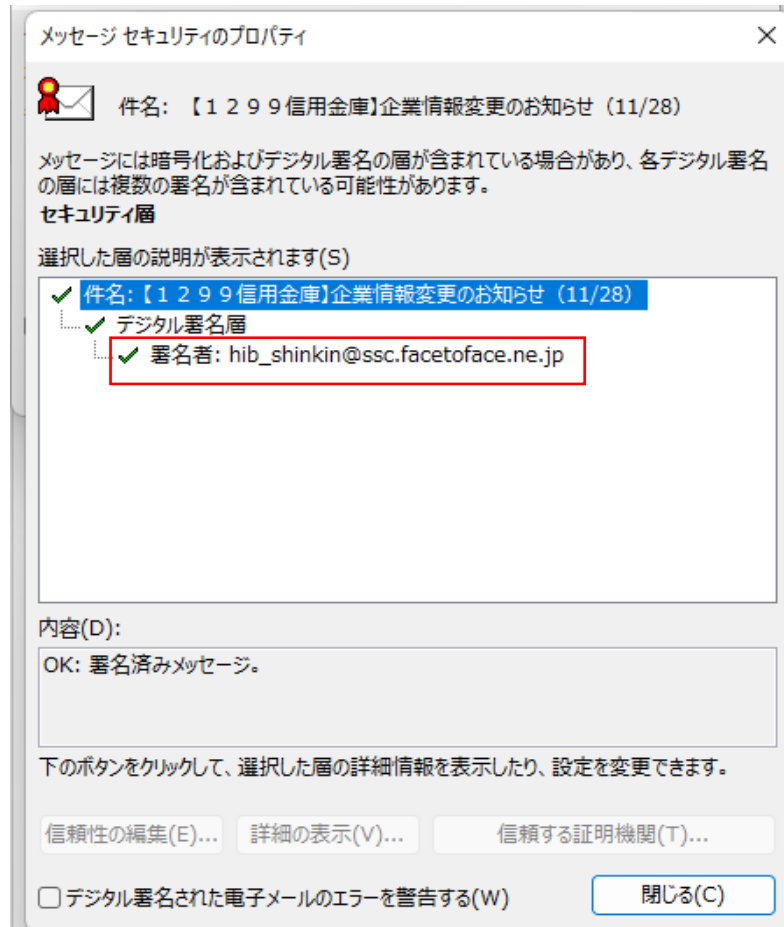 メッセージ セキュリティのプロパティ
件名: 【１２９９信用金庫】企業情報変更のお知らせ（11/28）
メッセージには暗号化およびデジタル署名の層が含まれている場合があり、各デジタル署名
の層には複数の署名が含まれている可能性があります。
セキュリティ層
選択した層の説明が表示されます(S)
件名:【１２９９信用金庫】企業情報変更のお知らせ（11/28）
デジタル署名層
署名者: hib_shinkin@ssc.facetoface.ne.jp
内容(D):
OK: 署名済みメッセージ。
下のボタンをクリックして、選択した層の詳細情報を表示したり、設定を変更できます。
信頼性の編集(E)... 詳細の表示(V)... 信頼する証明機関(T)...
デジタル署名された電子メールのエラーを警告する(W) 閉じる(C)